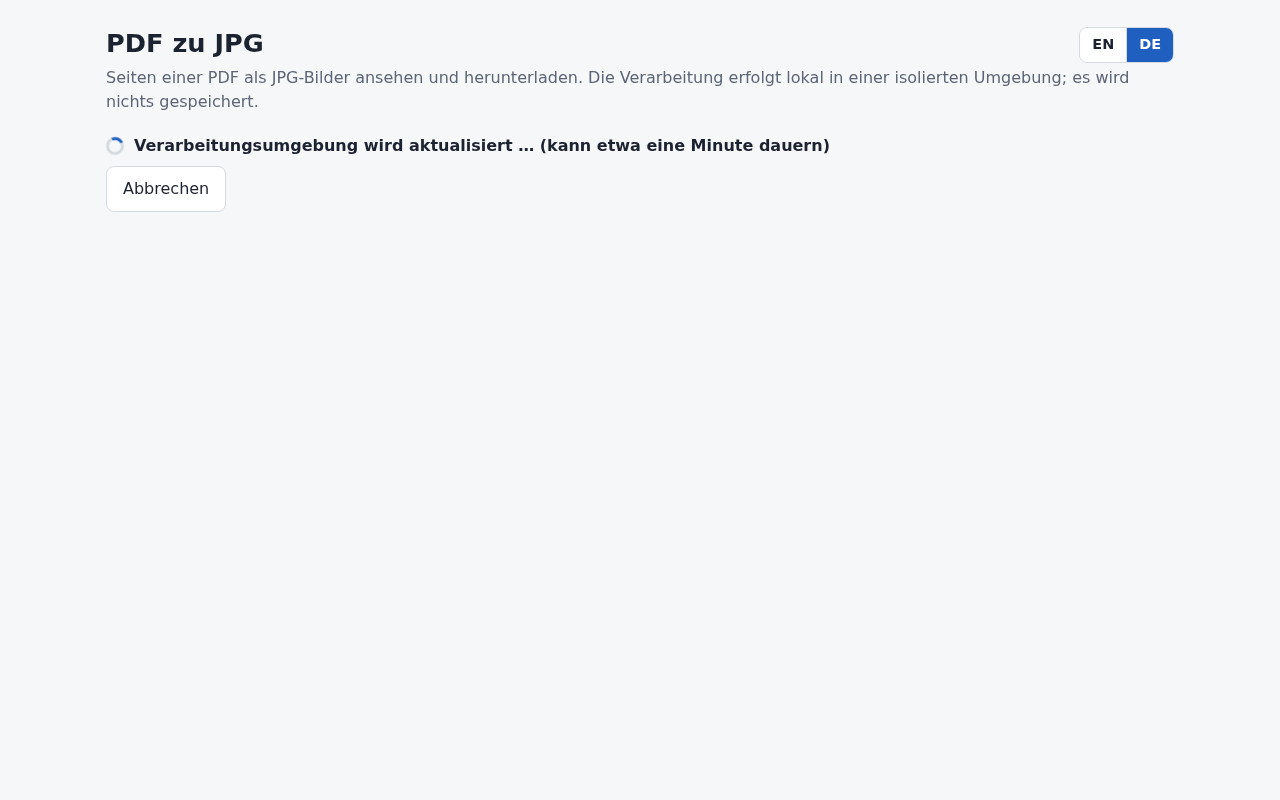 PDF zu JPG
EN DE
Seiten einer PDF als JPG-Bilder ansehen und herunterladen. Die Verarbeitung erfolgt lokal in einer isolierten Umgebung; es wird
nichts gespeichert.
Verarbeitungsumgebung wird aktualisiert … (kann etwa eine Minute dauern)
Abbrechen